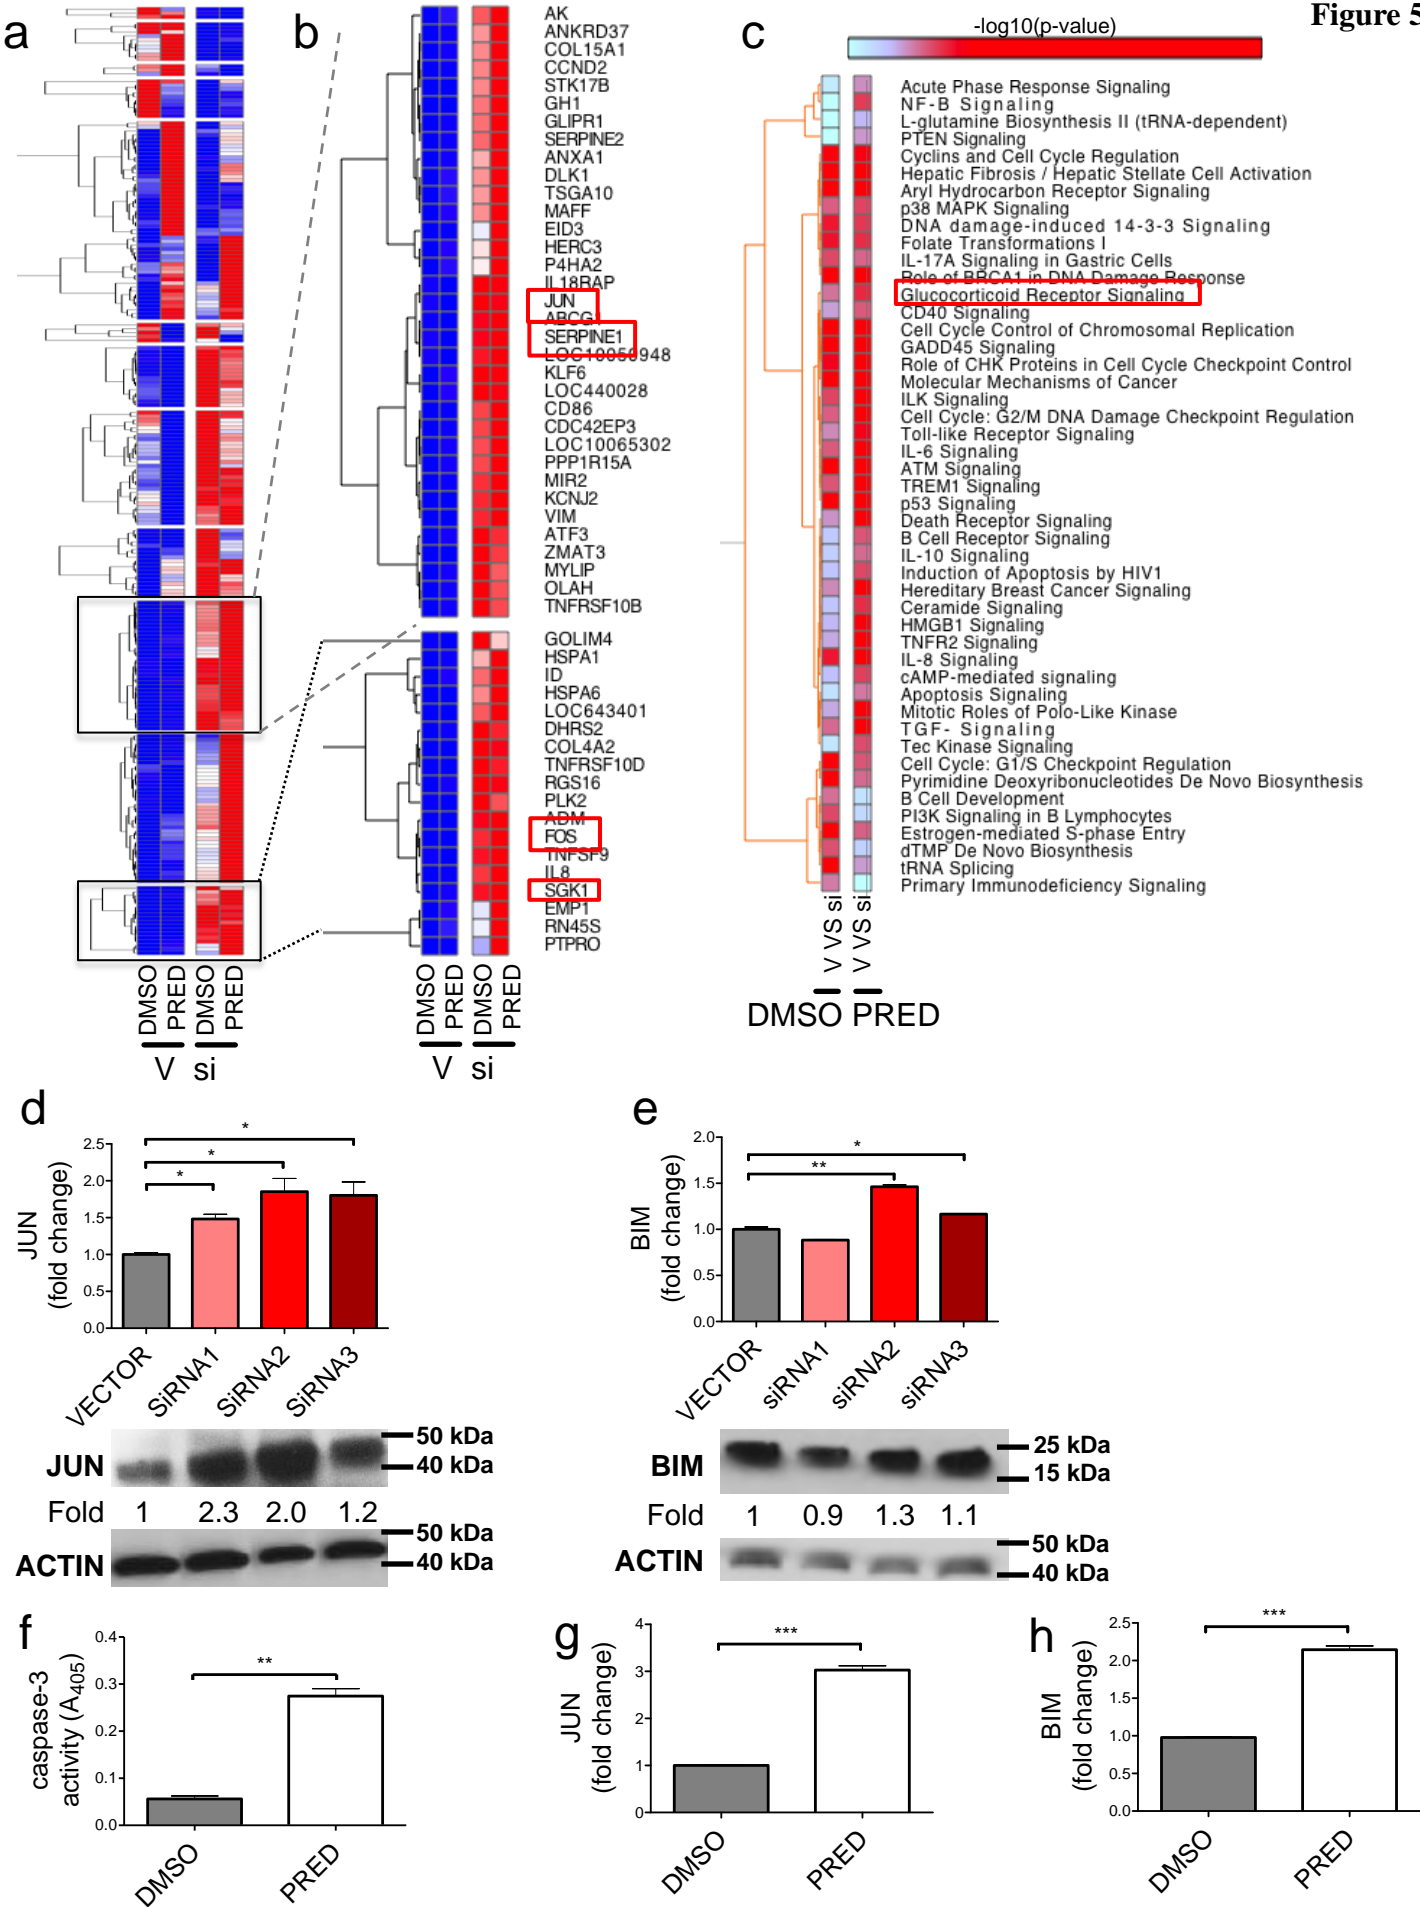 Figure 5
a
b
c
-log10(p-value)
AK
ANKRD37
COL15A1
CCND2
STK17B
GH1
GLIPR1
SERPINE2
ANXA1
DLK1
TSGA10
MAFF
EID3
HERC3
P4HA2
IL18RAP
JUN
ABCG1
SERPINE1
LOC10050948
KLF6
LOC440028
CD86
CDC42EP3
LOC10065302
PPP1R15A
MIR2
KCNJ2
VIM
ATF3
ZMAT3
MYLIP
OLAH
TNFRSF10B
GOLIM4
HSPA1
ID
HSPA6
LOC643401
DHRS2
COL4A2
TNFRSF10D
RGS16
PLK2
ADM
FOS
TNFSF9
IL8
SGK1
EMP1
RN45S
PTPRO
Acute Phase Response Signaling
NF-B Signaling
L-glutamine Biosynthesis II (tRNA-dependent)
PTEN Signaling
Cyclins and Cell Cycle Regulation
Hepatic Fibrosis / Hepatic Stellate Cell Activation
Aryl Hydrocarbon Receptor Signaling
p38 MAPK Signaling
DNA damage-induced 14-3-3 Signaling
Folate Transformations I
IL-17A Signaling in Gastric Cells
Role of BRCA1 in DNA Damage Response
Glucocorticoid Receptor Signaling
CD40 Signaling
Cell Cycle Control of Chromosomal Replication
GADD45 Signaling
Role of CHK Proteins in Cell Cycle Checkpoint Control
Molecular Mechanisms of Cancer
ILK Signaling
Cell Cycle: G2/M DNA Damage Checkpoint Regulation
Toll-like Receptor Signaling
IL-6 Signaling
ATM Signaling
TREM1 Signaling
p53 Signaling
Death Receptor Signaling
B Cell Receptor Signaling
IL-10 Signaling
Induction of Apoptosis by HIV1
Hereditary Breast Cancer Signaling
Ceramide Signaling
HMGB1 Signaling
TNFR2 Signaling
IL-8 Signaling
cAMP-mediated signaling
Apoptosis Signaling
Mitotic Roles of Polo-Like Kinase
TGF- Signaling
Tec Kinase Signaling
Cell Cycle: G1/S Checkpoint Regulation
Pyrimidine Deoxyribonucleotides De Novo Biosynthesis
B Cell Development
PI3K Signaling in B Lymphocytes
Estrogen-mediated S-phase Entry
dTMP De Novo Biosynthesis
tRNA Splicing
Primary Immunodeficiency Signaling
DMSO PRED DMSO PRED
V si
DMSO PRED DMSO PRED
V si
V VS si V VS si
DMSO PRED
d
JUN
(fold change)
2.5
2.0
1.5
1.0
0.5
0.0
*
*
*
VECTOR SiRNA1 SiRNA2 SiRNA3
JUN
50 kDa
40 kDa
Fold 1 2.3 2.0 1.2
ACTIN
50 kDa
40 kDa
e
BIM
(fold change)
2.0
1.5
1.0
0.5
0.0
*
**
VECTOR siRNA1 siRNA2 siRNA3
BIM
25 kDa
15 kDa
Fold 1 0.9 1.3 1.1
ACTIN
50 kDa
40 kDa
f
caspase-3
activity (A405)
0.4
0.3
0.2
0.1
0.0
**
DMSO PRED
g
JUN
(fold change)
4
3
2
1
0
***
DMSO PRED
h
BIM
(fold change)
2.5
2.0
1.5
1.0
0.5
0.0
***
DMSO PRED